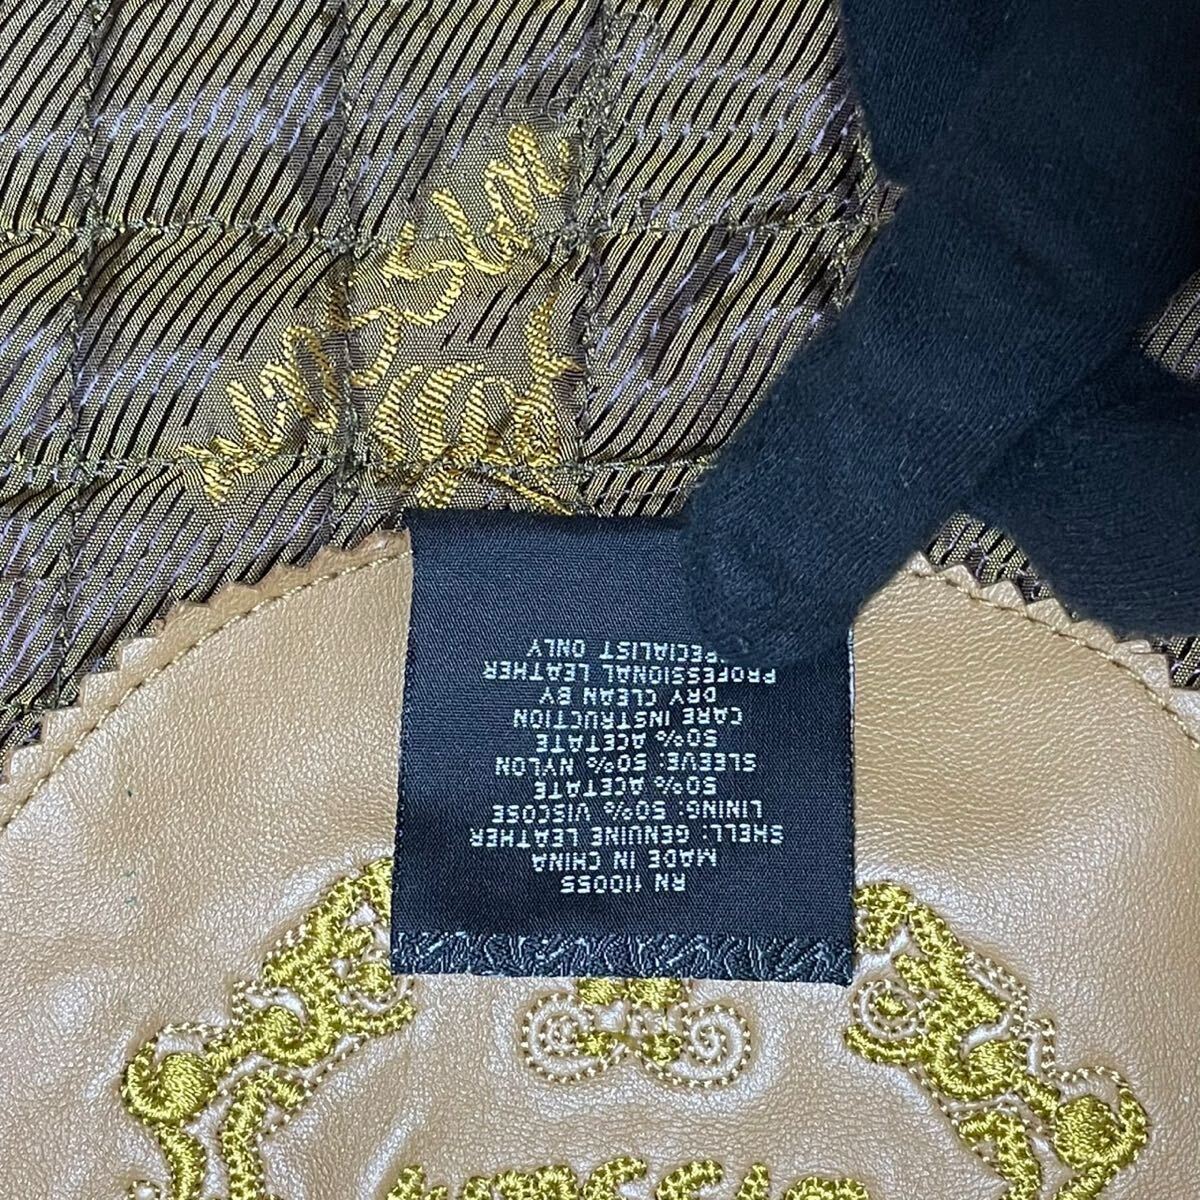 RN 110055
MADE IN CHINA
SHELL: GENUINE LEATHER
LINING: 50% VISCOSE
50% ACETATE
SLEEVE: 50% NYLON
50% ACETATE
CARE INSTRUCTION
DRY CLEAN BY
PROFESSIONAL LEATHER
SPECIALIST ONLY